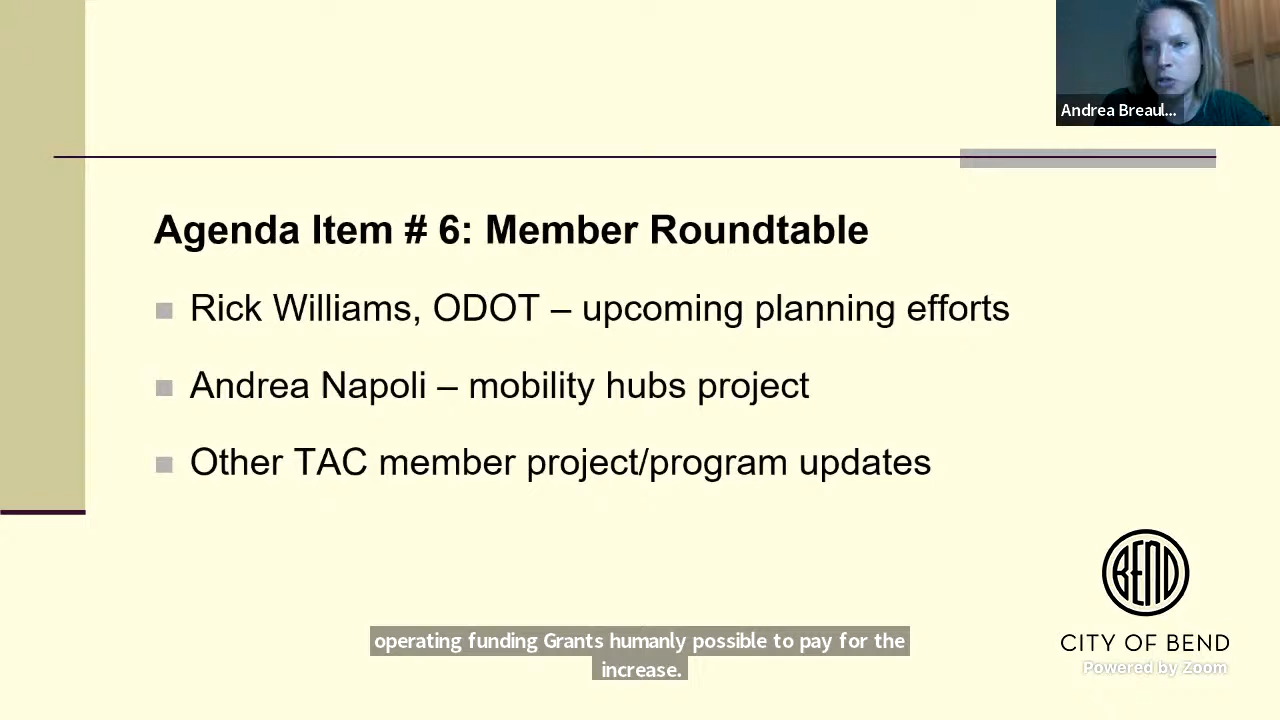 Andrea Breaul...
Agenda Item # 6: Member Roundtable
Rick Williams, ODOT – upcoming planning efforts
Andrea Napoli – mobility hubs project
Other TAC member project/program updates
BEND
CITY OF BEND
Powered by Zoom
operating funding Grants humanly possible to pay for the
increase.